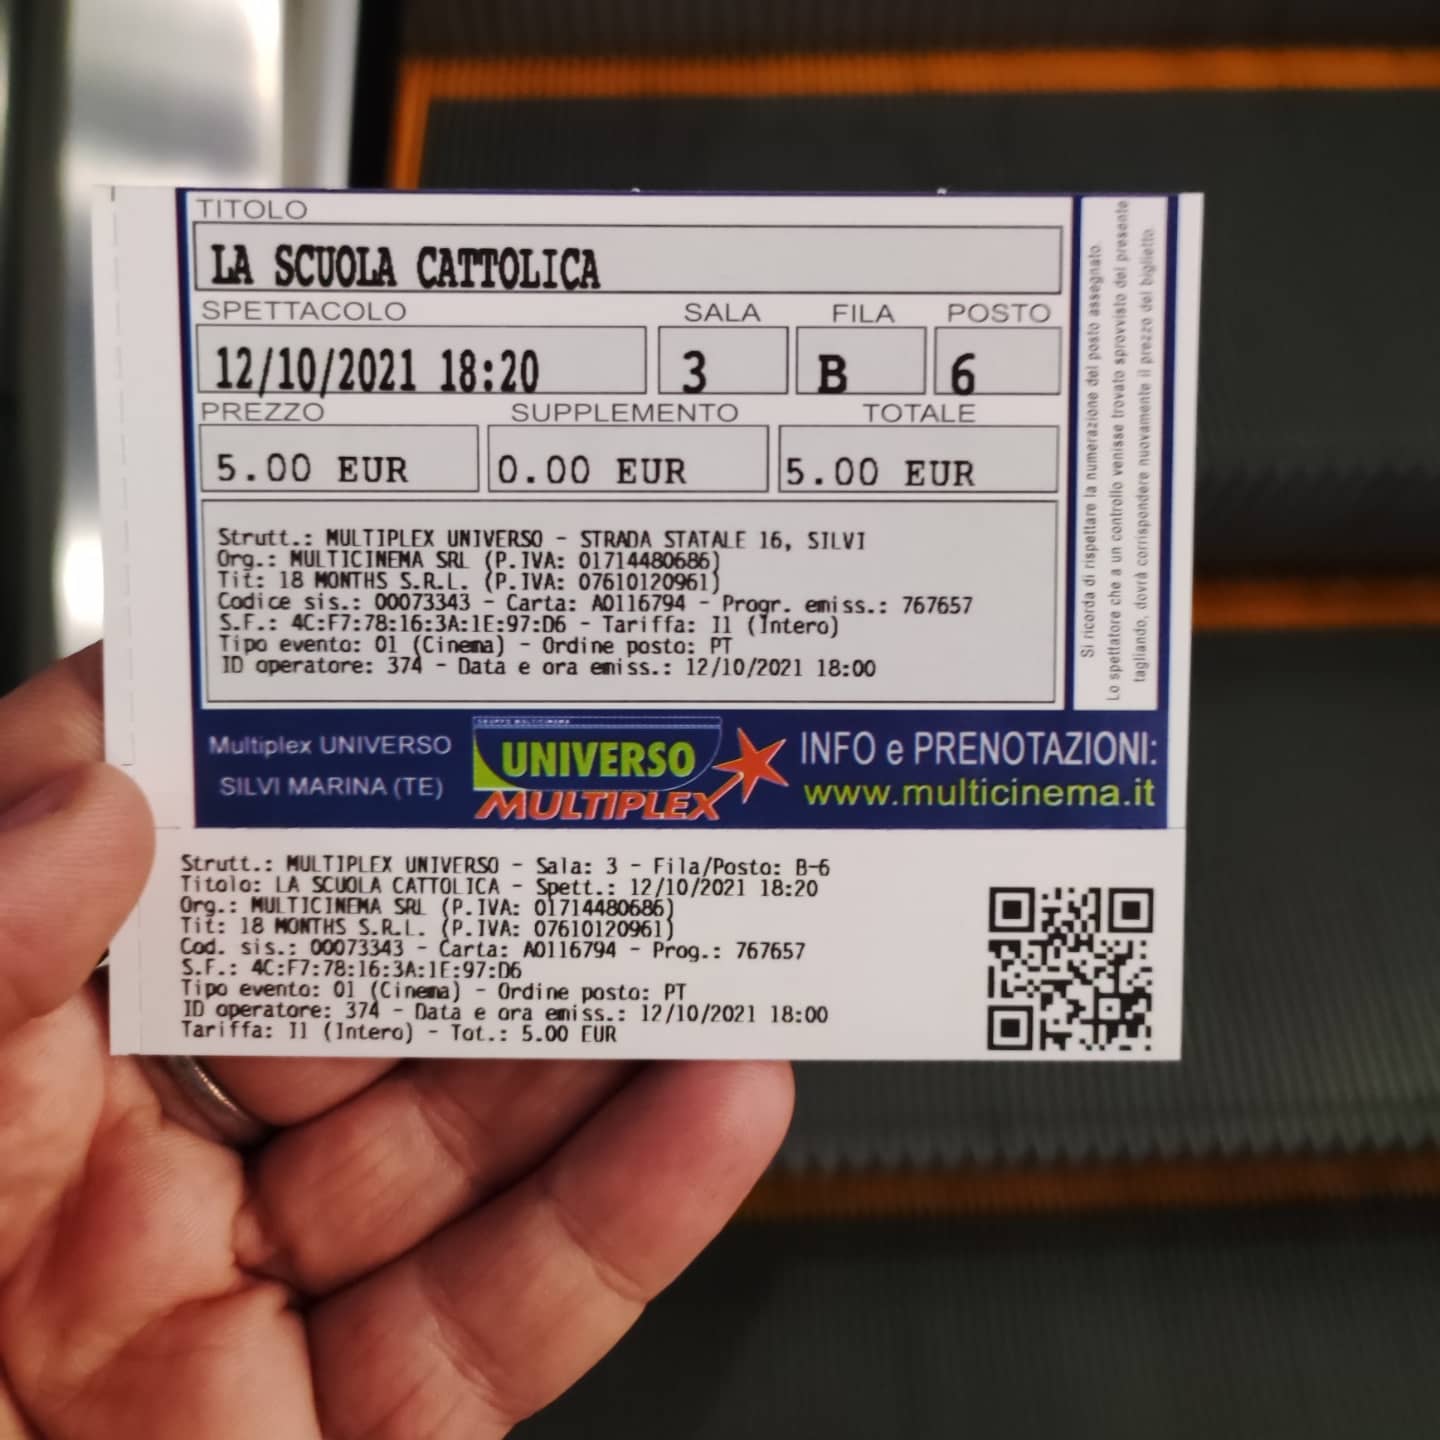 TITOLO
LA SCUOLA CATTOLICA
SPETTACOLO SALA FILA POSTO
12/10/2021 18:20 3 B 6
PREZZO SUPPLEMENTO TOTALE
5.00 EUR 0.00 EUR 5.00 EUR
Strutt.: MULTIPLEX UNIVERSO - STRADA STATALE 16, SILVI
Org.: MULTICINEMA SRL (P.IVA: 01714480686)
Tit: 18 MONTHS S.R.L. (P.IVA: 07610120961)
Codice sis.: 00073343 - Carta: A0116794 - Progr. emiss.: 767657
S.F.: 4C:F7:78:16:3A:1E:97:D6 - Tariffa: I1 (Intero)
Tipo evento: 01 (Cinema) - Ordine posto: PT
ID operatore: 374 - Data e ora emiss.: 12/10/2021 18:00
Si ricorda di rispettare la numerazione del posto assegnato.
Lo spettatore che a un controllo venisse trovato sprovvisto del presente
tagliando, dovrà corrispondere nuovamente il prezzo del biglietto.
Multiplex UNIVERSO
SILVI MARINA (TE)
GRUPPO MULTICINEMA
UNIVERSO
MULTIPLEX
INFO e PRENOTAZIONI:
www.multicinema.it
Strutt.: MULTIPLEX UNIVERSO - Sala: 3 - Fila/Posto: B-6
Titolo: LA SCUOLA CATTOLICA - Spett.: 12/10/2021 18:20
Org.: MULTICINEMA SRL (P.IVA: 01714480686)
Tit: 18 MONTHS S.R.L. (P.IVA: 07610120961)
Cod. sis.: 00073343 - Carta: A0116794 - Prog.: 767657
S.F.: 4C:F7:78:16:3A:1E:97:D6
Tipo evento: 01 (Cinema) - Ordine posto: PT
ID operatore: 374 - Data e ora emiss.: 12/10/2021 18:00
Tariffa: I1 (Intero) - Tot.: 5.00 EUR